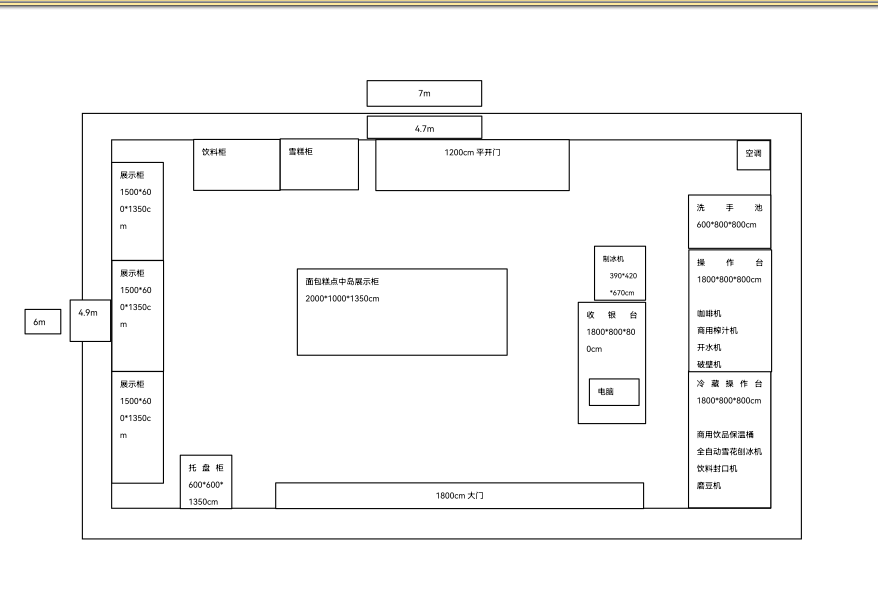 7m
4.7m
饮料柜
雪糕柜
1200cm 平开门
空调
展示柜
1500*60
0*1350c
m
洗手池
600*800*800cm
制冰机
390*420
*670cm
操作台
1800*800*800cm
咖啡机
商用榨汁机
开水机
破壁机
展示柜
1500*60
0*1350c
m
面包糕点中岛展示柜
2000*1000*1350cm
4.9m
6m
收银台
1800*800*80
0cm
电脑
冷藏操作台
1800*800*800cm
商用饮品保温桶
全自动雪花刨冰机
饮料封口机
磨豆机
展示柜
1500*60
0*1350c
m
托盘柜
600*600*
1350cm
1800cm 大门